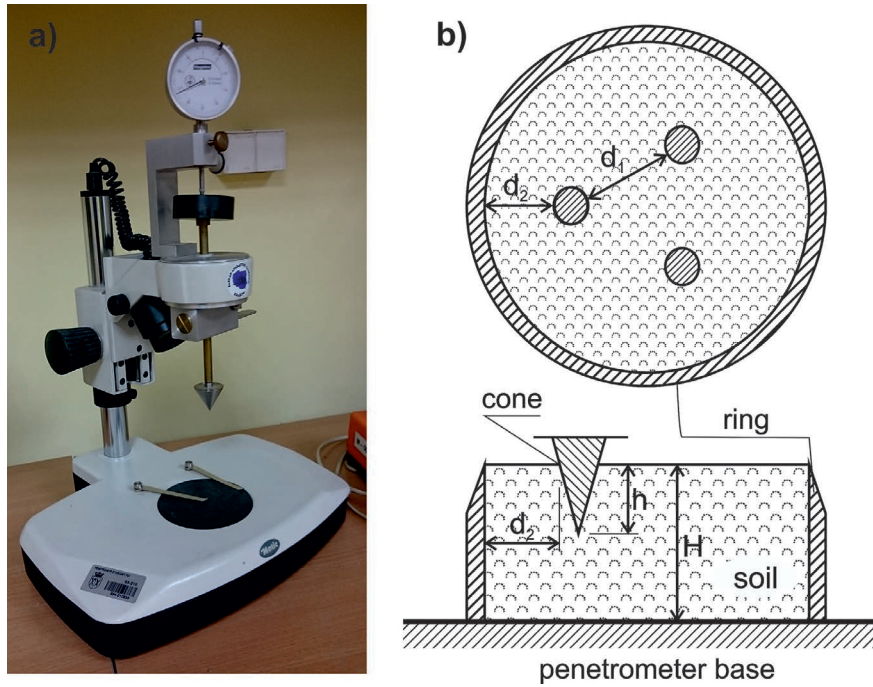 a)
b)
d1
d2
cone
ring
d2
h
H
soil
penetrometer base